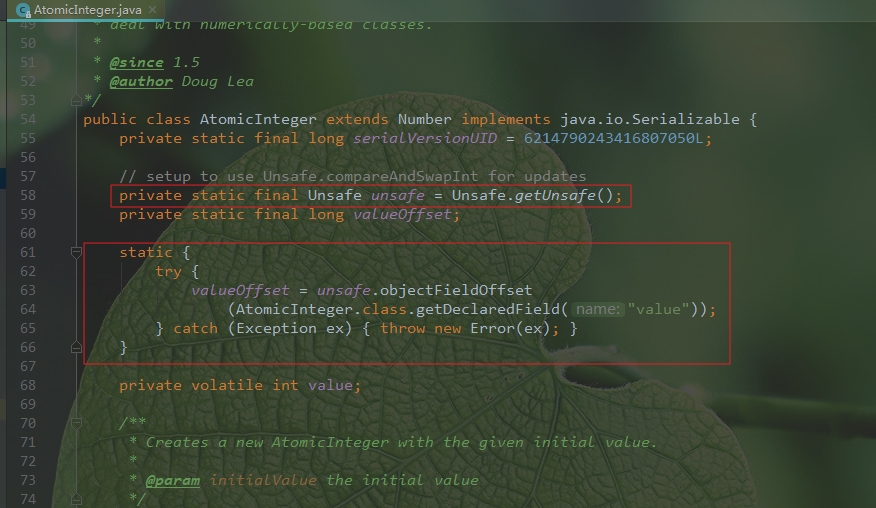 AtomicInteger.java
49 * deal with numerically-based classes.
50 *
51 * @since 1.5
52 * @author Doug Lea
53 */
54 public class AtomicInteger extends Number implements java.io.Serializable {
55 private static final long serialVersionUID = 6214790243416807050L;
56
57 // setup to use Unsafe.compareAndSwapInt for updates
58 private static final Unsafe unsafe = Unsafe.getUnsafe();
59 private static final long valueOffset;
60
61 static {
62 try {
63 valueOffset = unsafe.objectFieldOffset
64 (AtomicInteger.class.getDeclaredField( name: "value"));
65 } catch (Exception ex) { throw new Error(ex); }
66 }
67
68 private volatile int value;
69
70 /**
71 * Creates a new AtomicInteger with the given initial value.
72 *
73 * @param initialValue the initial value
74 */